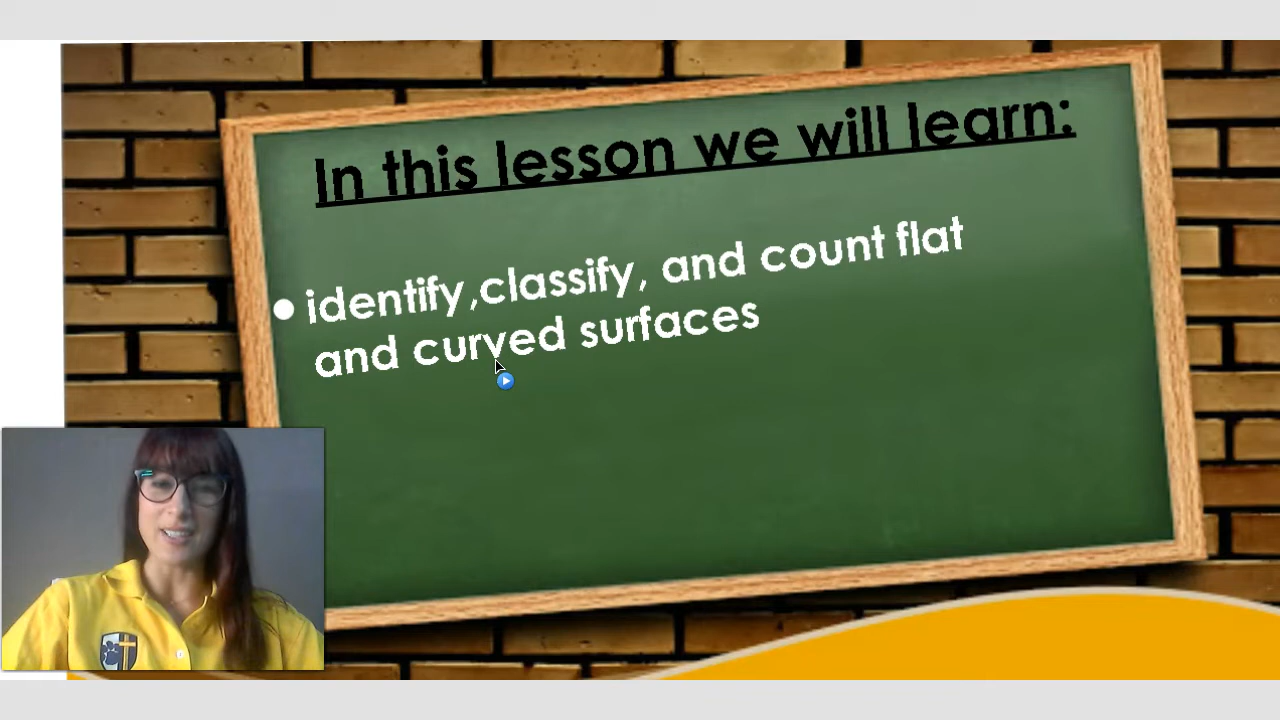 In this lesson we will learn:
identify,classify, and count flat
and curved surfaces